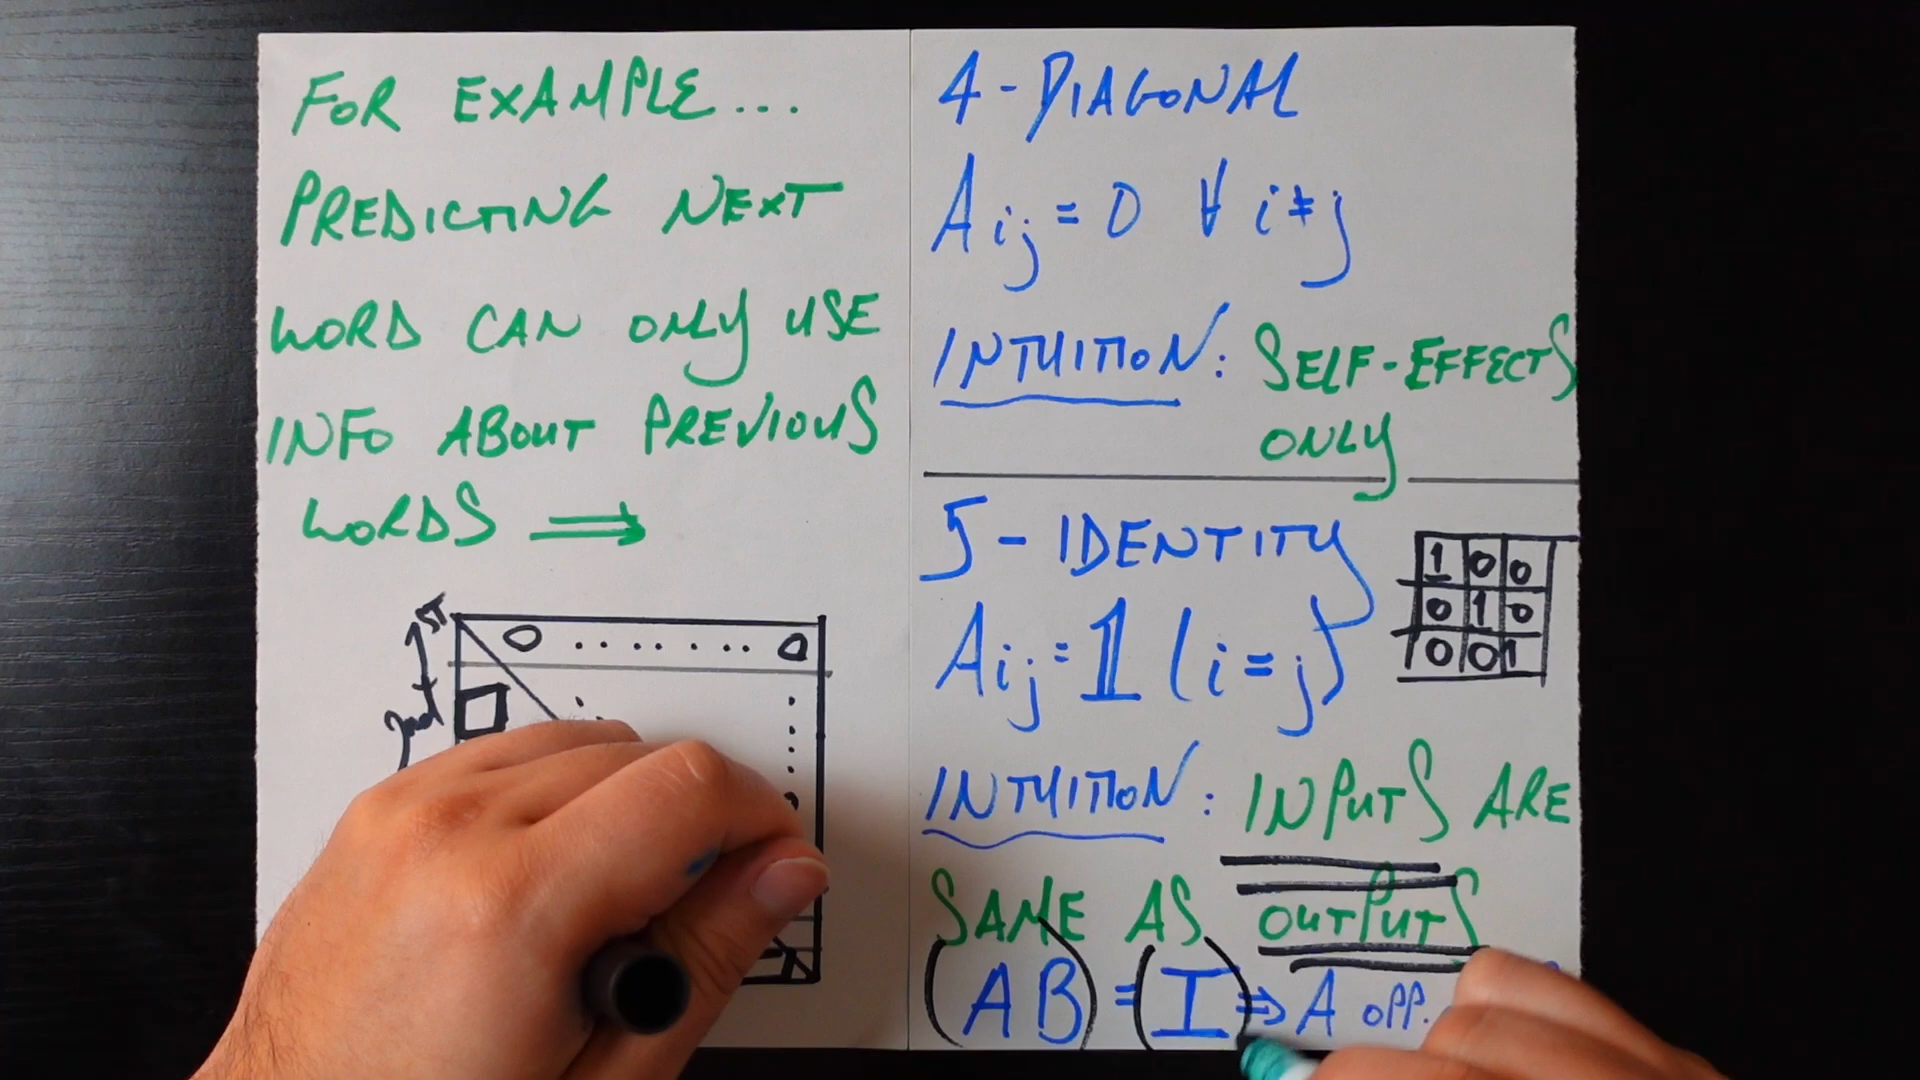 FOR EXAMPLE...
PREDICTING NEXT
WORD CAN ONLY USE
INFO ABOUT PREVIOUS
WORDS ⟹
1ST
0 ......... 0
2nd
4 - DIAGONAL
Aij = 0 ∀ i≠j
INTUITION: SELF-EFFECTS
ONLY
5 - IDENTITY
1 0 0
0 1 0
0 0 1
Aij = 𝟙 (i = j)
INTUITION: INPUTS ARE
SAME AS OUTPUTS
(AB) = (I) ⇒ A OPP.